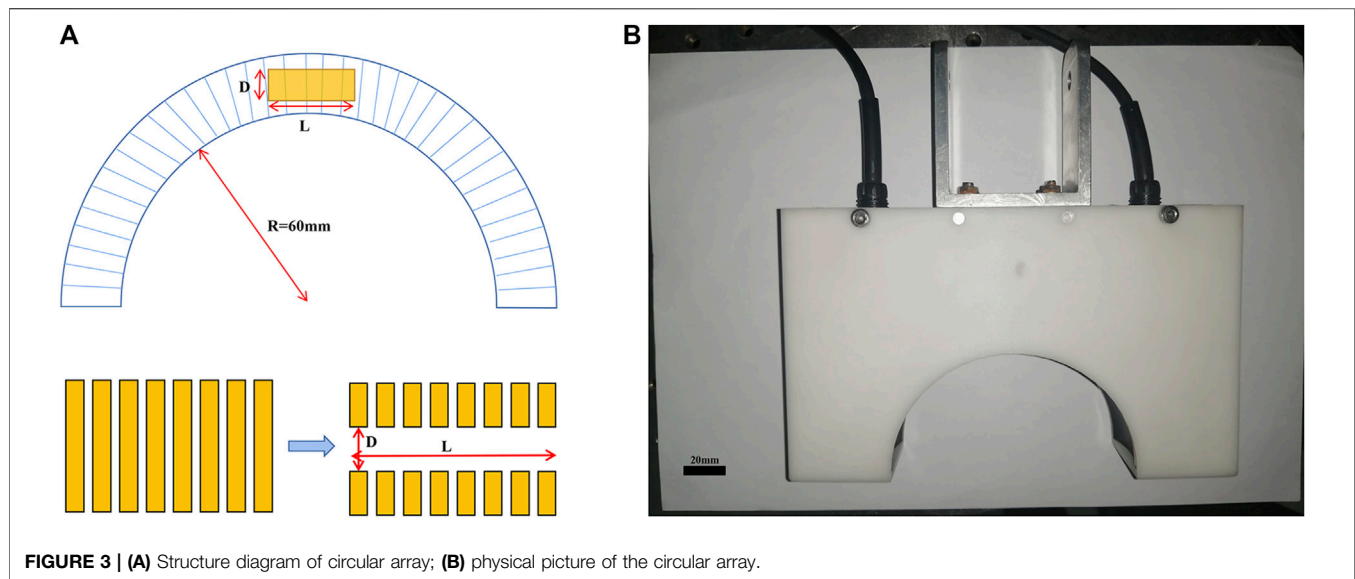 A
B
D
L
R=60mm
D
L
20mm
FIGURE 3 | (A) Structure diagram of circular array; (B) physical picture of the circular array.